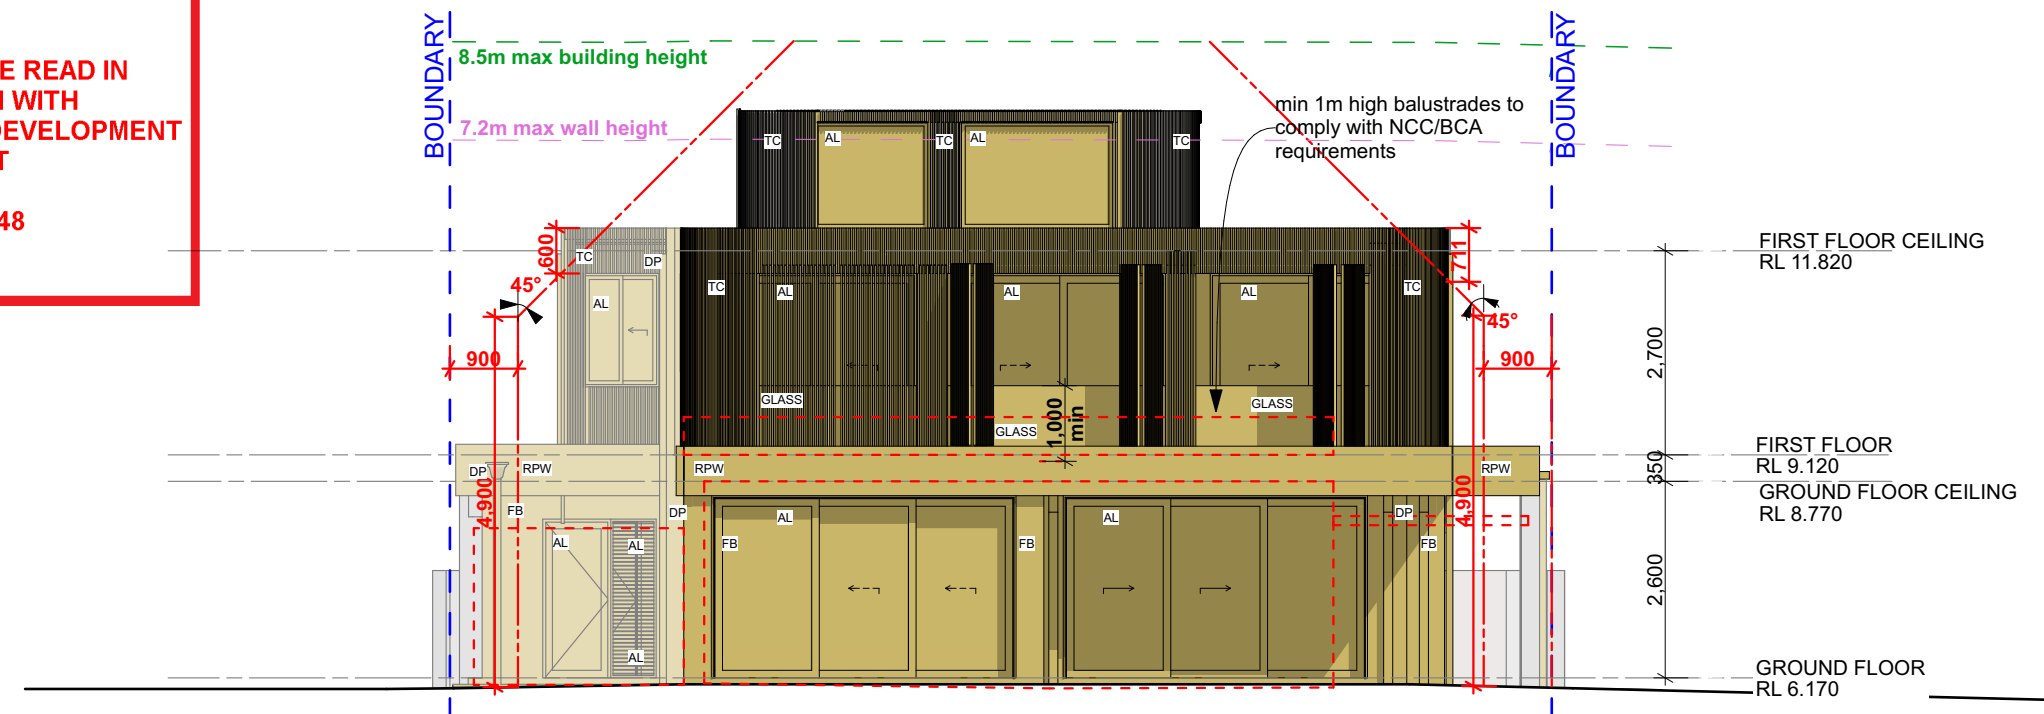 E READ IN
WITH
DEVELOPMENT
48
BOUNDARY
8.5m max building height
7.2m max wall height
BOUNDARY
min 1m high balustrades to
comply with NCC/BCA
requirements
TC
AL
TC
AL
TC
600
TC
DP
AL
45°
900
TC
AL
AL
AL
TC
711
45°
900
FIRST FLOOR CEILING
RL 11.820
2,700
GLASS
GLASS
GLASS
1,000
min
FIRST FLOOR
RL 9.120
350
GROUND FLOOR CEILING
RL 8.770
DP
RPW
RPW
RPW
4,900
4,900
FB
DP
AL
AL
DP
AL
AL
FB
FB
FB
AL
2,600
GROUND FLOOR
RL 6.170